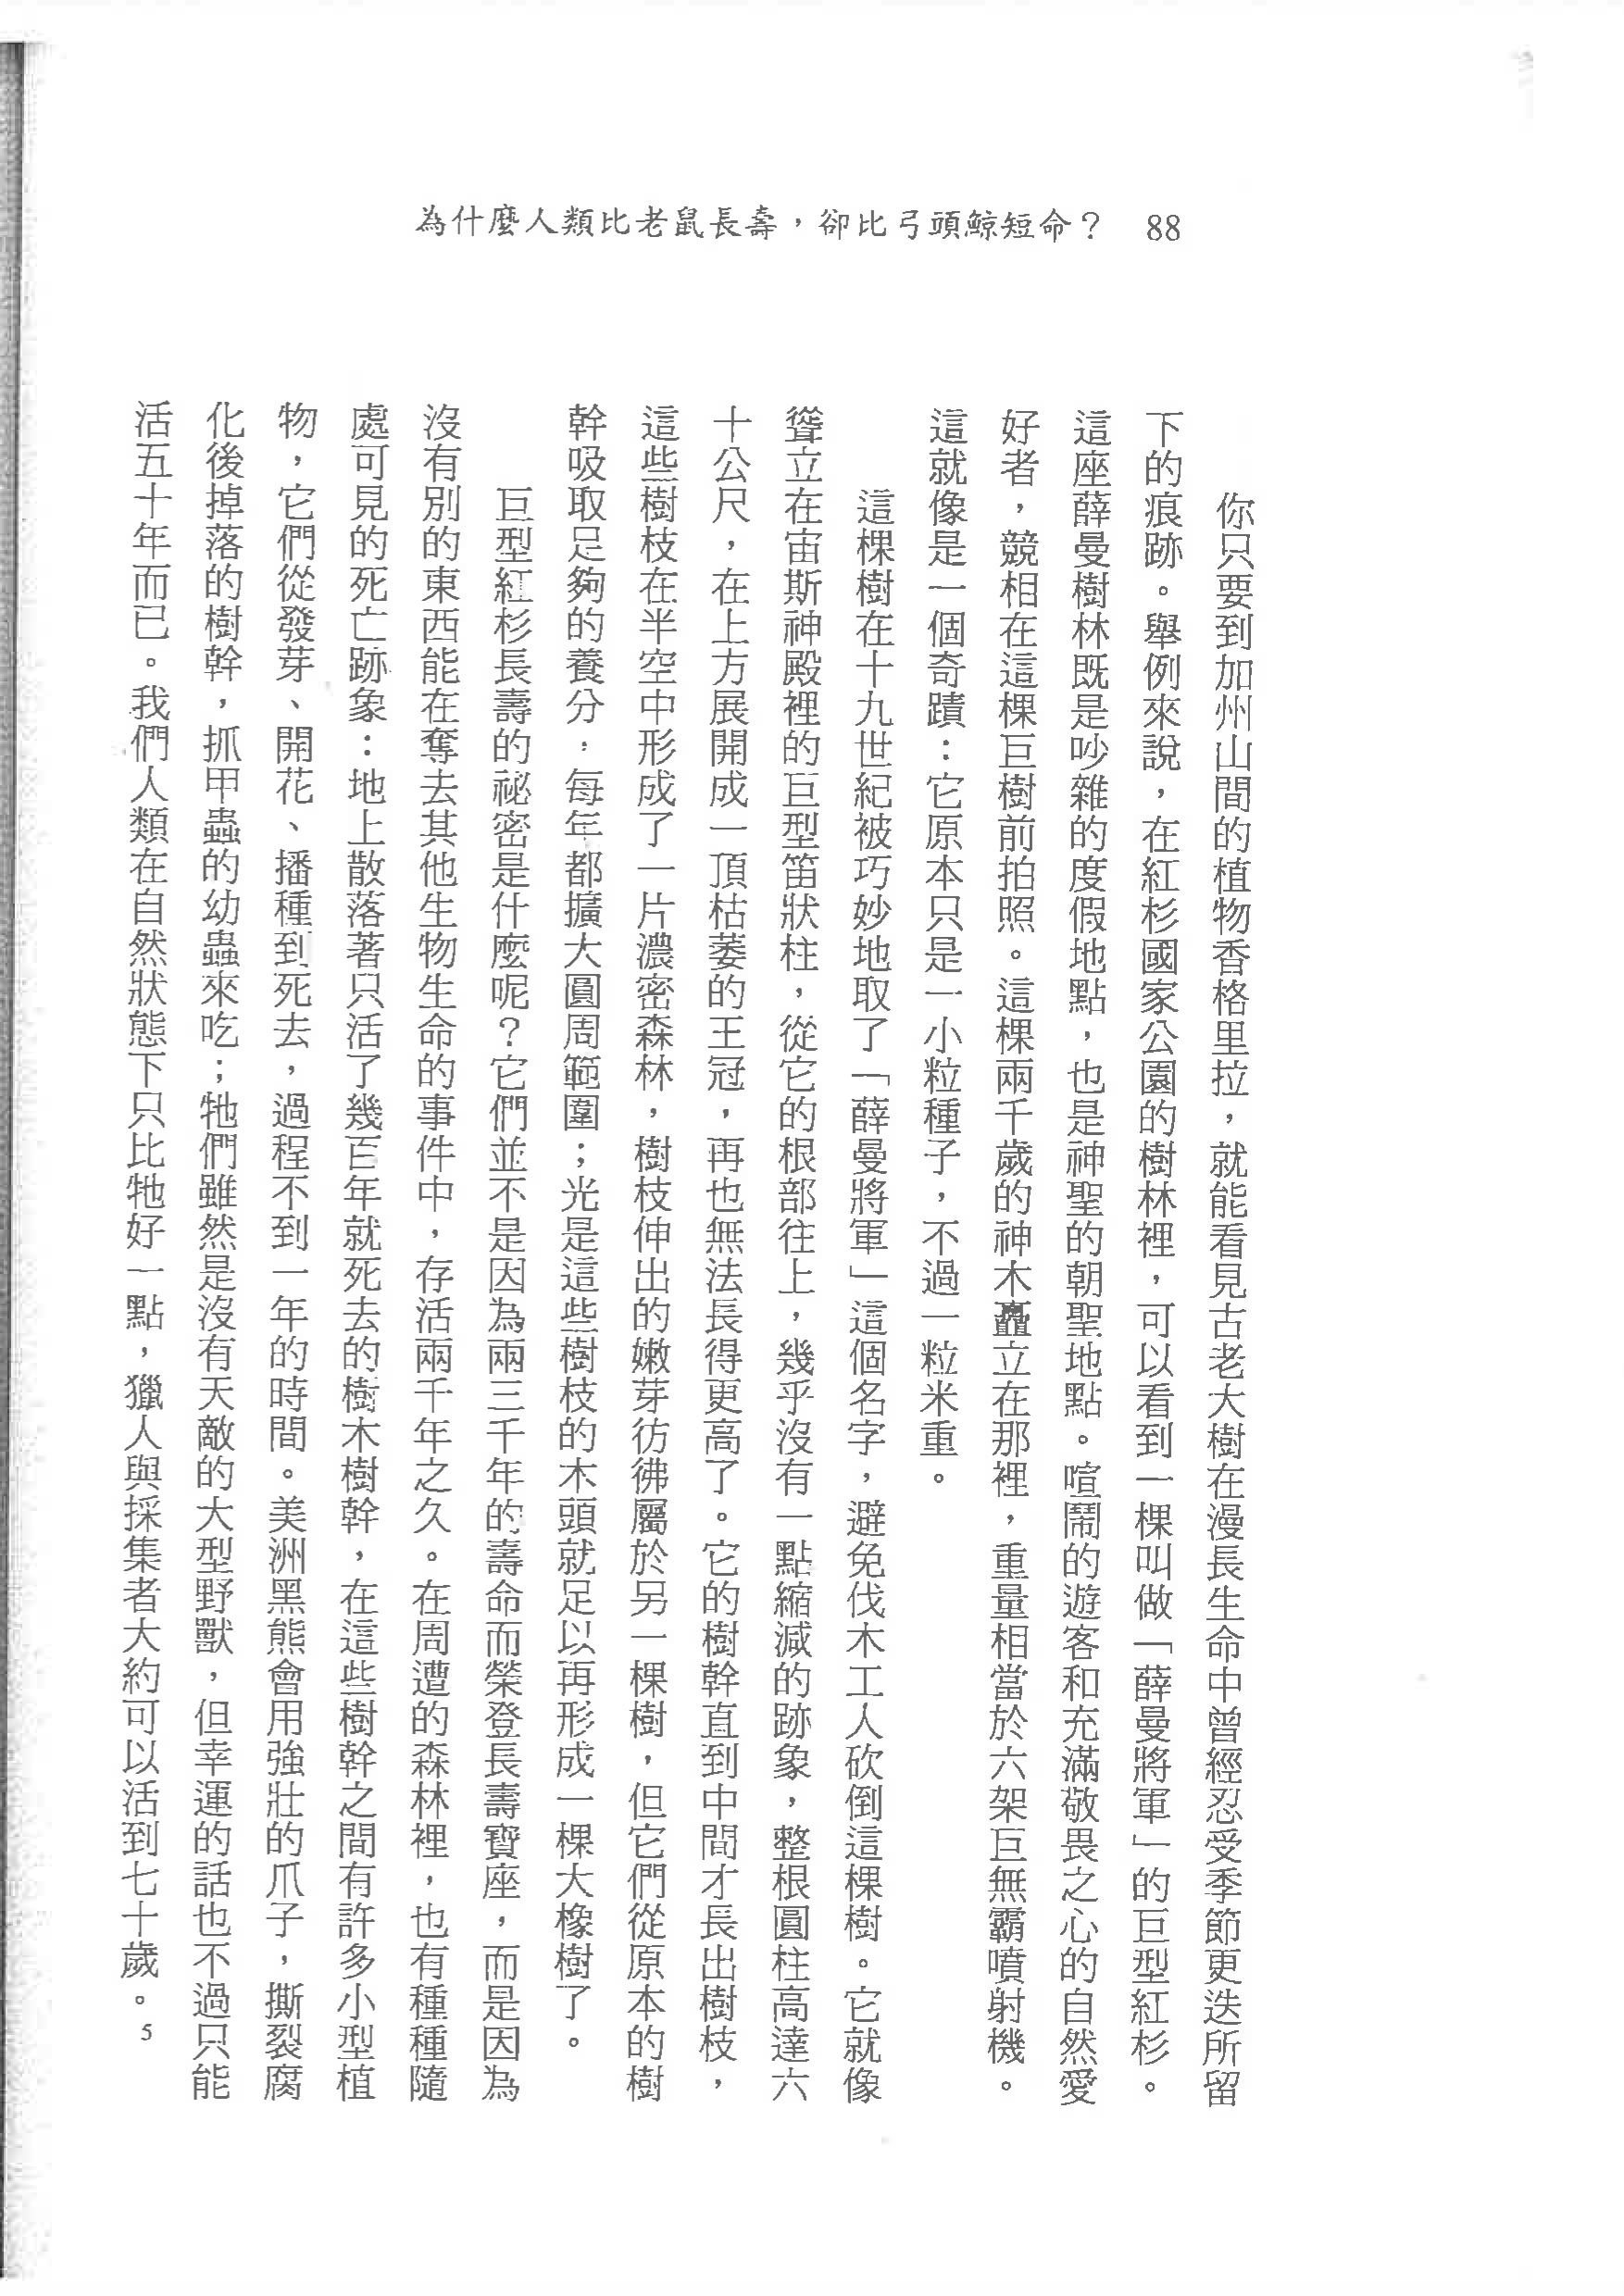 為什麼人類比老鼠長壽，卻比弓頭鯨短命？ 88
你只要到加州山間的植物香格里拉，就能看見古老大樹在漫長生命中曾經忍受季節更迭所留
下的痕跡。舉例來說，在紅杉國家公園的樹林裡，可以看到一棵叫做「薛曼將軍」的巨型紅杉。
這座薛曼樹林既是吵雜的度假地點，也是神聖的朝聖地點。喧鬧的遊客和充滿敬畏之心的自然愛
好者，競相在這棵巨樹前拍照。這棵兩千歲的神木矗立在那裡，重量相當於六架巨無霸噴射機。
這就像是一個奇蹟：它原本只是一小粒種子，不過一粒米重。
這棵樹在十九世紀被巧妙地取了「薛曼將軍」這個名字，避免伐木工人砍倒這棵樹。它就像
聳立在宙斯神殿裡的巨型笛狀柱，從它的根部往上，幾乎沒有一點縮減的跡象，整根圓柱高達六
十公尺，在上方展開成一頂枯萎的王冠，再也無法長得更高了。它的樹幹直到中間才長出樹枝，
這些樹枝在半空中形成了一片濃密森林，樹枝伸出的嫩芽彷彿屬於另一棵樹，但它們從原本的樹
幹吸取足夠的養分，每年都擴大圓周範圍；光是這些樹枝的木頭就足以再形成一棵大橡樹了。
巨型紅杉長壽的祕密是什麼呢？它們並不是因為兩三千年的壽命而榮登長壽寶座，而是因為
沒有別的東西能在奪去其他生物生命的事件中，存活兩千年之久。在周遭的森林裡，也有種種隨
處可見的死亡跡象：地上散落著只活了幾百年就死去的樹木樹幹，在這些樹幹之間有許多小型植
物，它們從發芽、開花、播種到死去，過程不到一年的時間。美洲黑熊會用強壯的爪子，撕裂腐
化後掉落的樹幹，抓甲蟲的幼蟲來吃；牠們雖然是沒有天敵的大型野獸，但幸運的話也不過只能
活五十年而已。我們人類在自然狀態下只比牠好一點，獵人與採集者大約可以活到七十歲。5